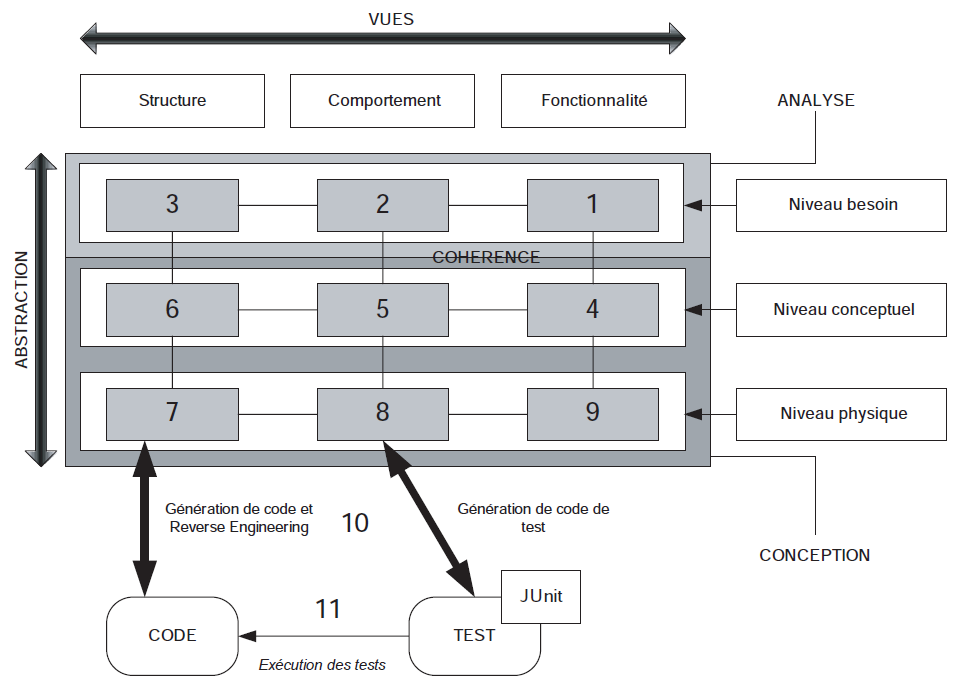 VUES
Structure
Comportement
Fonctionnalité
ANALYSE
3
2
1
Niveau besoin
COHERENCE
ABSTRACTION
6
5
4
Niveau conceptuel
7
8
9
Niveau physique
Génération de code et
Reverse Engineering
10
Génération de code de
test
CONCEPTION
JUnit
11
CODE
TEST
Exécution des tests